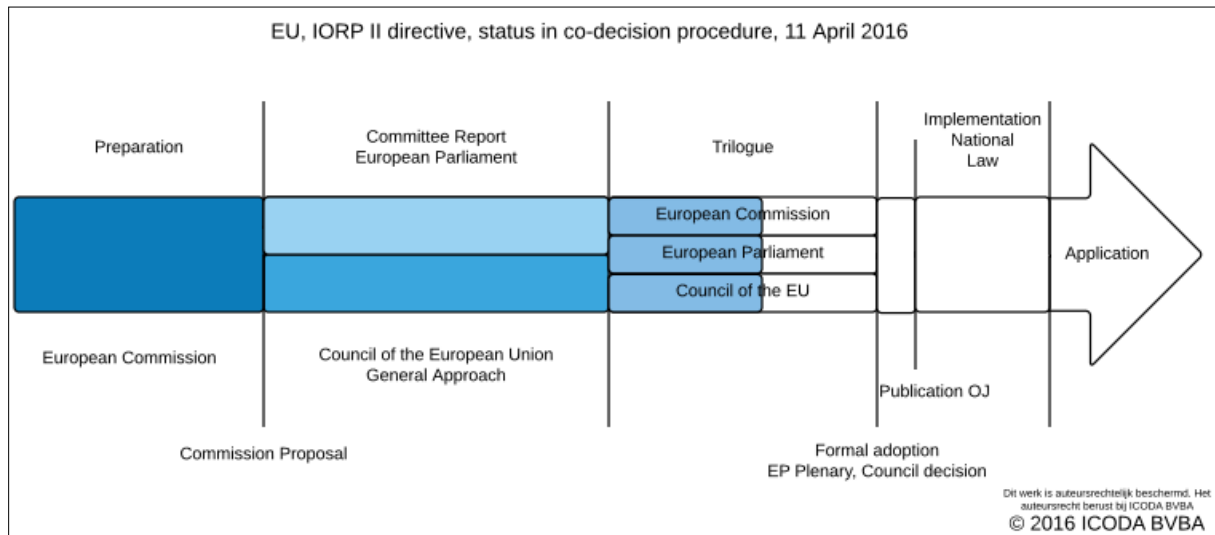 EU, IORP II directive, status in co-decision procedure, 11 April 2016
Preparation
Committee Report
European Parliament
Trilogue
Implementation
National
Law
European Commission
European Parliament
Council of the EU
Application
European Commission
Council of the European Union
General Approach
Publication OJ
Commission Proposal
Formal adoption
EP Plenary, Council decision
Dit werk is auteursrechtelijk beschermd. Het
auteursrecht berust bij ICODA BVBA
© 2016 ICODA BVBA